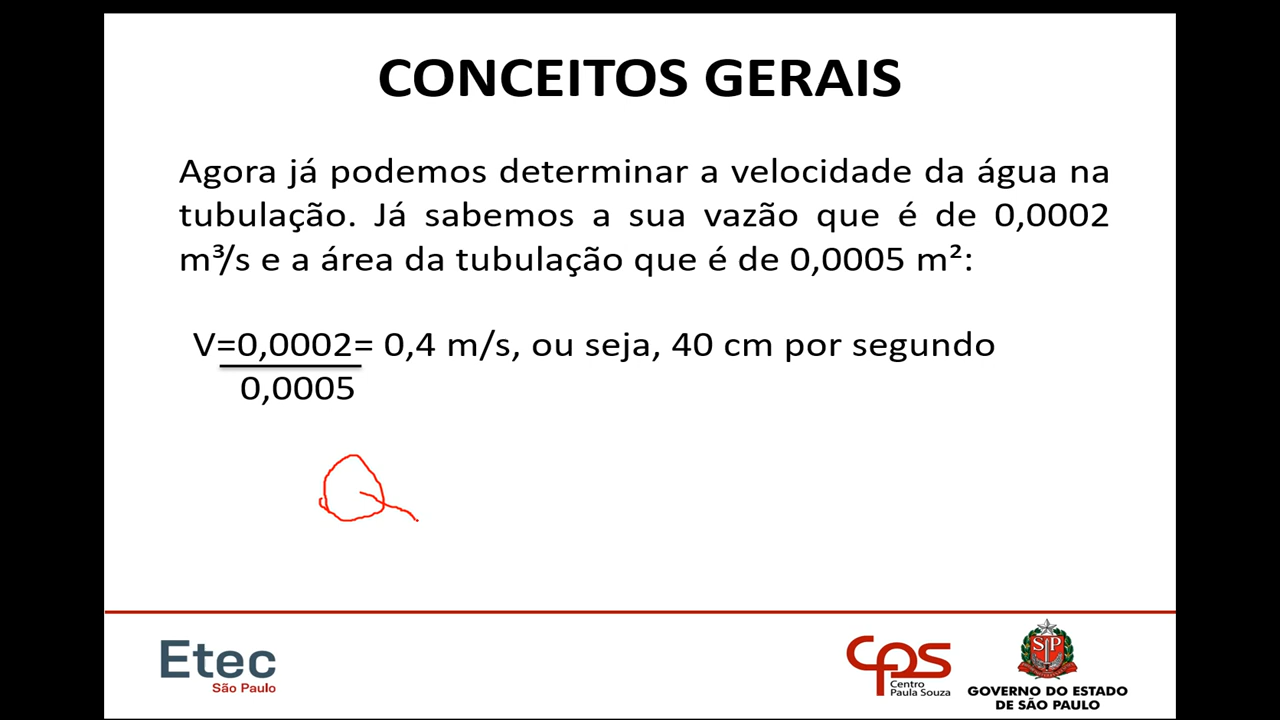 CONCEITOS GERAIS
Agora já podemos determinar a velocidade da água na
tubulação. Já sabemos a sua vazão que é de 0,0002
m³/s e a área da tubulação que é de 0,0005 m²:
V=0,0002= 0,4 m/s, ou seja, 40 cm por segundo
0,0005
Q
Etec
São Paulo
CPS
Centro
Paula Souza
SP
GOVERNO DO ESTADO
DE SÃO PAULO